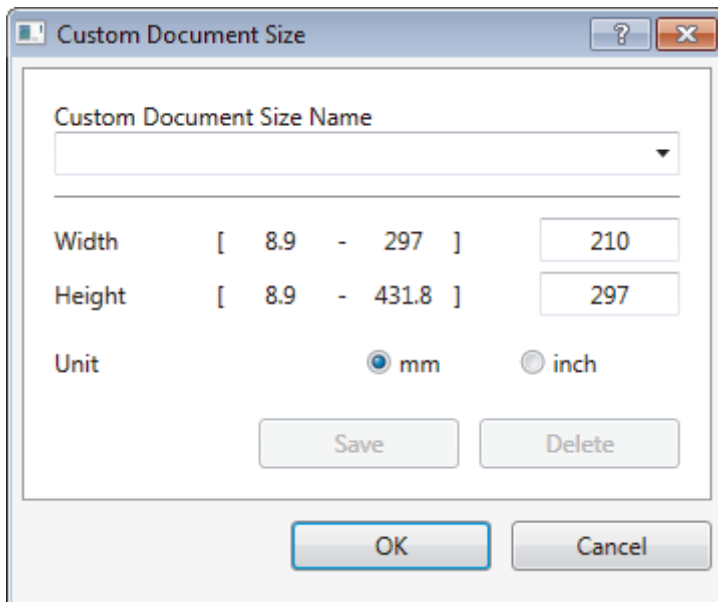 Custom Document Size
Custom Document Size Name
Width [ 8.9 - 297 ] 210
Height [ 8.9 - 431.8 ] 297
Unit mm inch
Save Delete
OK Cancel